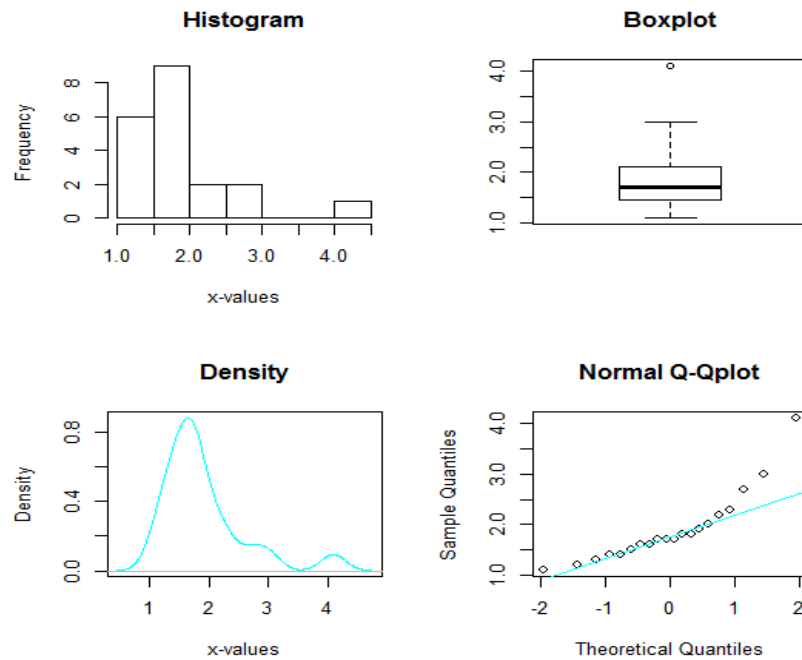 Histogram
Frequency
8
6
4
2
0
1.0 2.0 3.0 4.0
x-values
Boxplot
4.0
3.0
2.0
1.0
Density
Density
0.8
0.4
0.0
1 2 3 4
x-values
Normal Q-Qplot
Sample Quantiles
4.0
3.0
2.0
1.0
-2 -1 0 1 2
Theoretical Quantiles